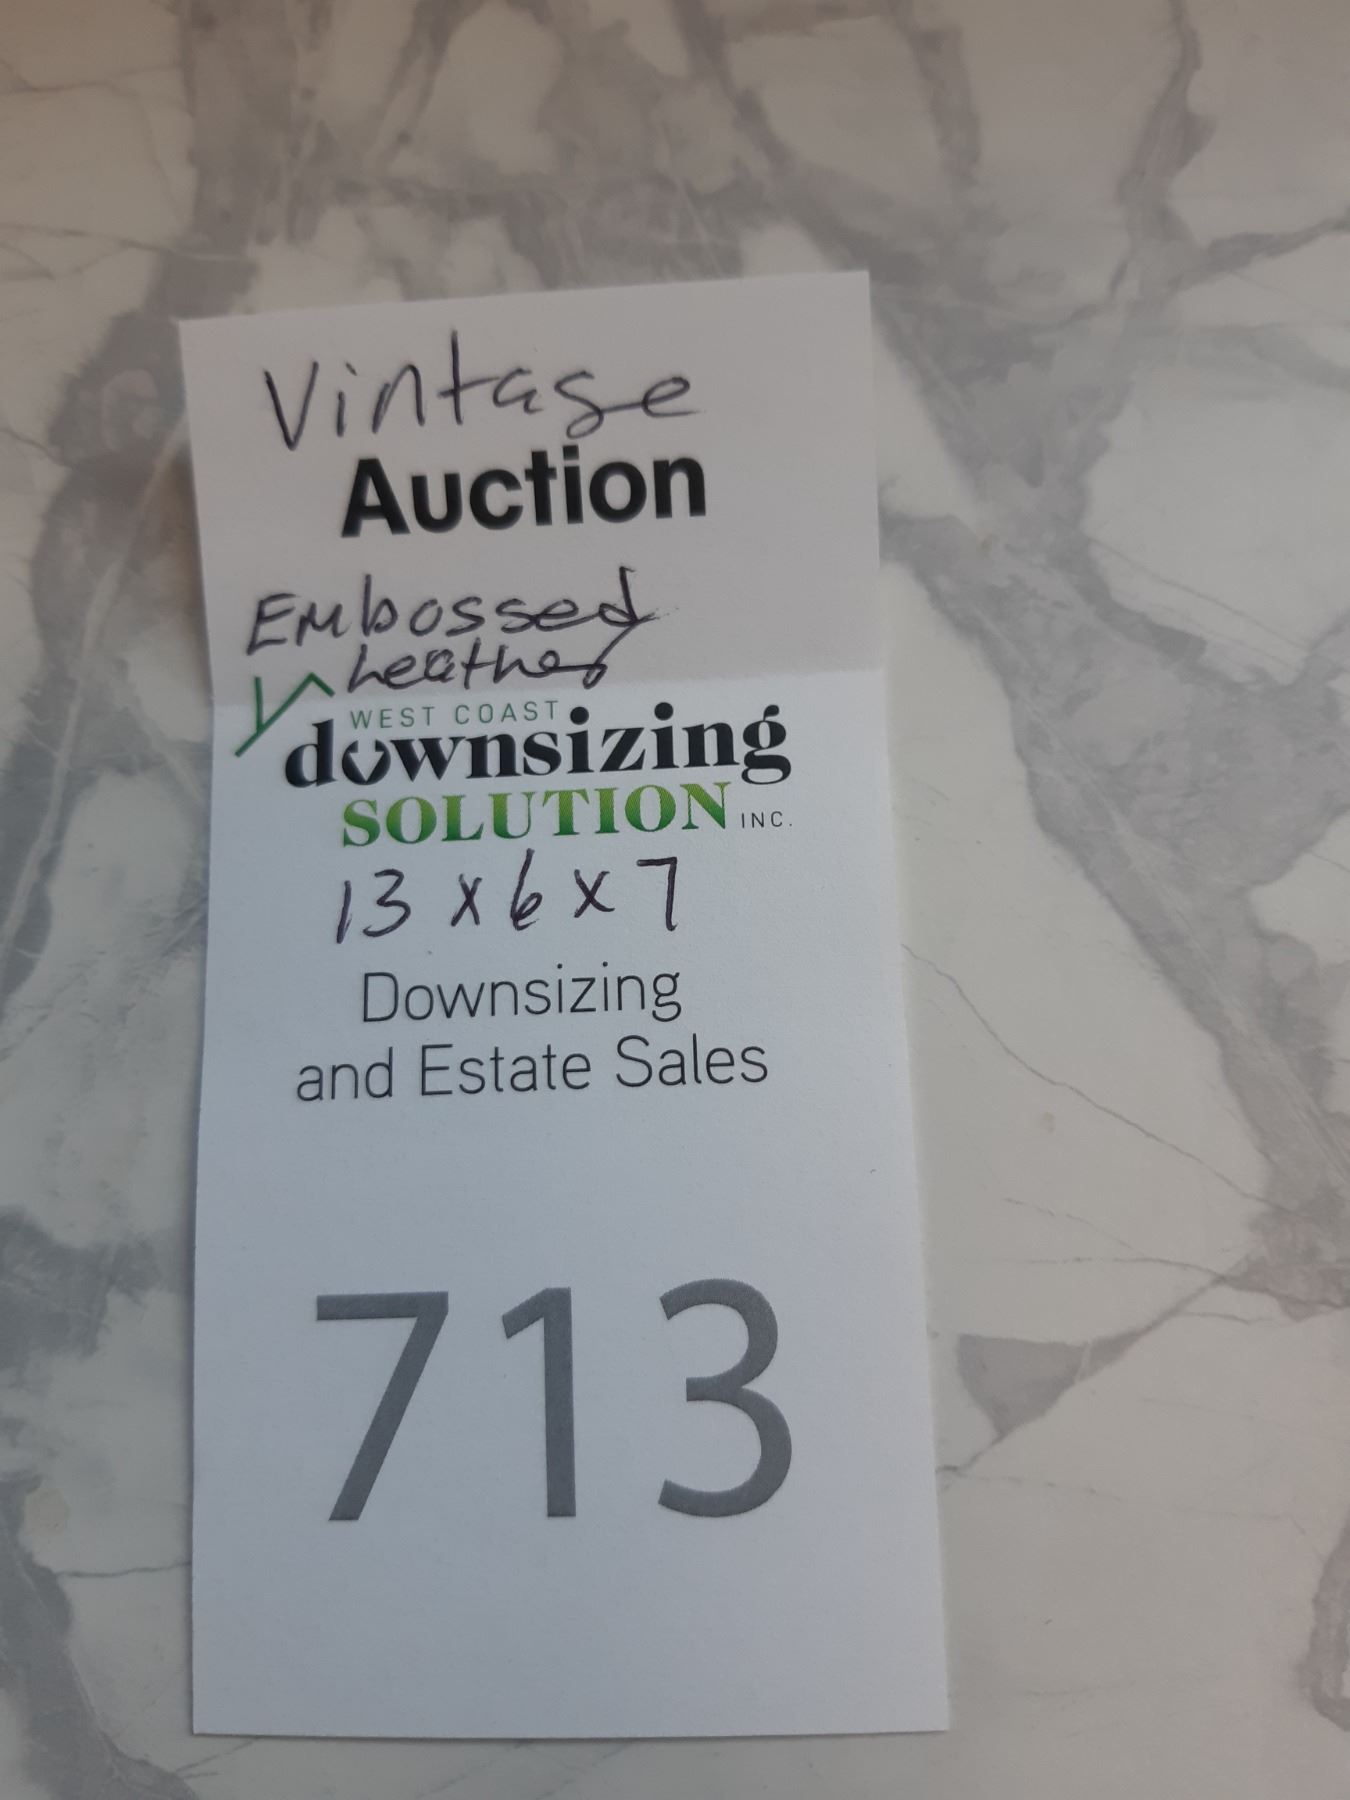 Vintage
Auction
Embossed
Leather
WEST COAST
downsizing
SOLUTION INC.
13 x 6 x 7
Downsizing
and Estate Sales
713